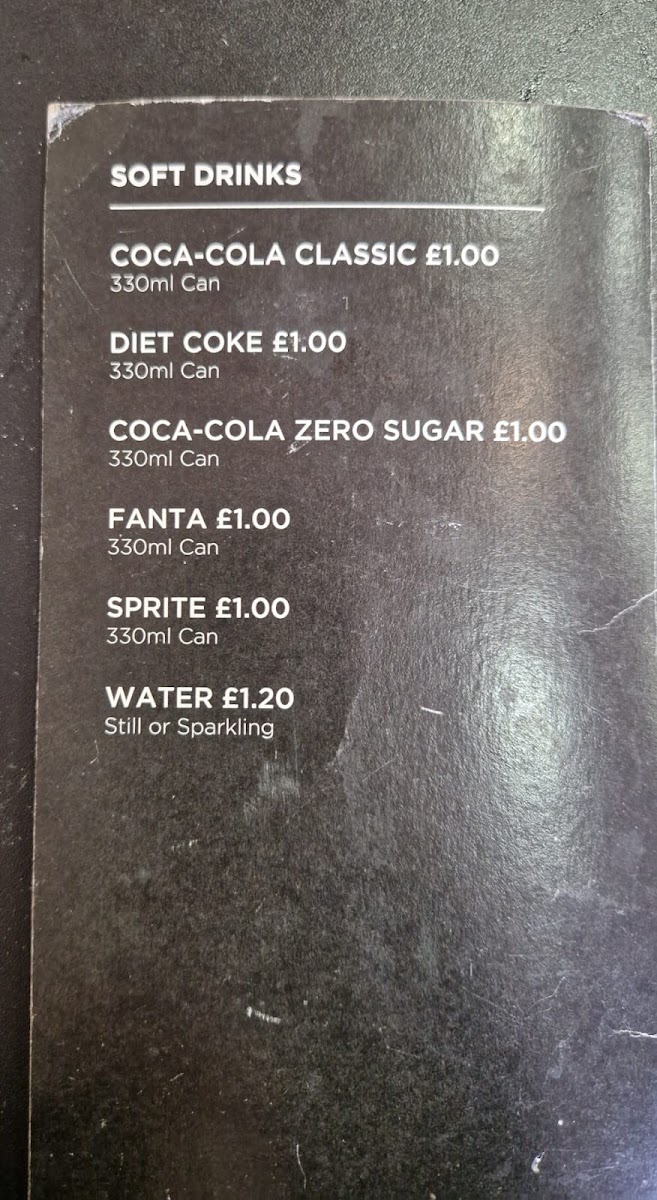 SOFT DRINKS
COCA-COLA CLASSIC £1.00
330ml Can
DIET COKE £1.00
330ml Can
COCA-COLA ZERO SUGAR £1.00
330ml Can
FANTA £1.00
330ml Can
SPRITE £1.00
330ml Can
WATER £1.20
Still or Sparkling